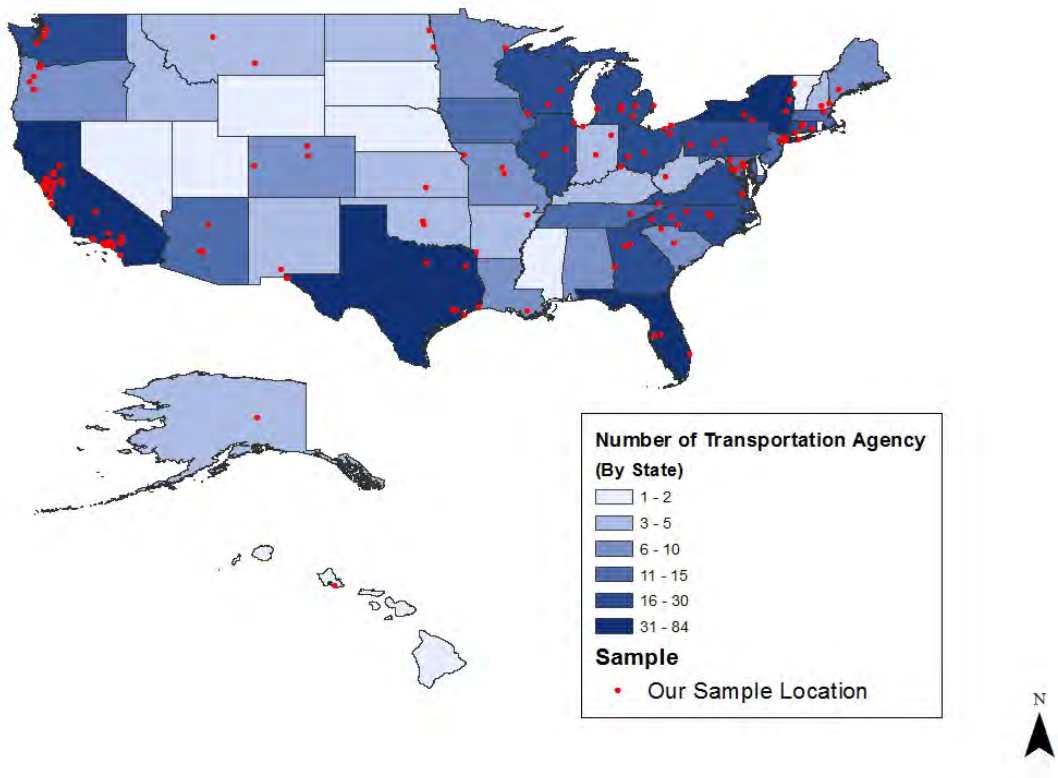 Number of Transportation Agency
(By State)
1 - 2
3 - 5
6 - 10
11 - 15
16 - 30
31 - 84
Sample
Our Sample Location
N